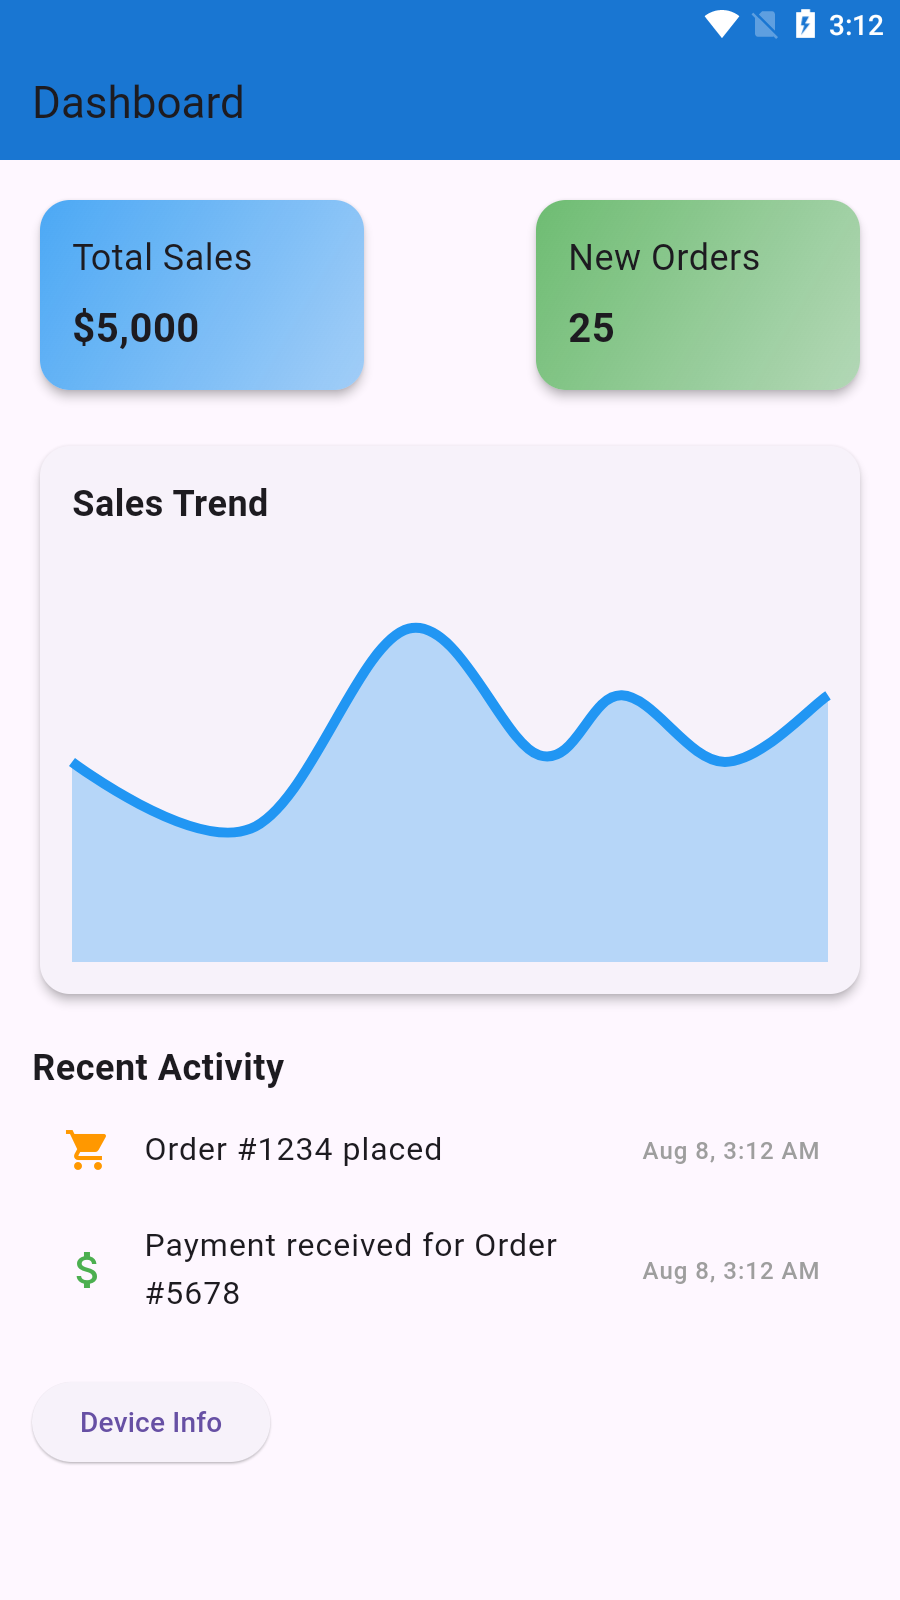 3:12
Dashboard
Total Sales
$5,000
New Orders
25
Sales Trend
Recent Activity
Order #1234 placed
Aug 8, 3:12 AM
Payment received for Order
#5678
Aug 8, 3:12 AM
Device Info